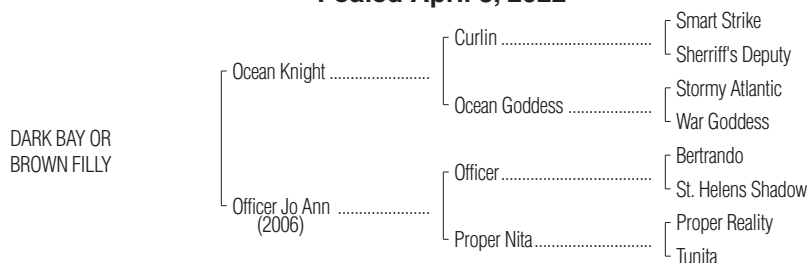 Foaled April 3, 2022
Smart Strike
Curlin ....................................
Sherriff's Deputy
Ocean Knight ........................
Stormy Atlantic
Ocean Goddess ....................
War Goddess
DARK BAY OR
BROWN FILLY
Bertrando
Officer....................................
St. Helens Shadow
Officer Jo Ann ......................
(2006)
Proper Reality
Proper Nita............................
Tunita